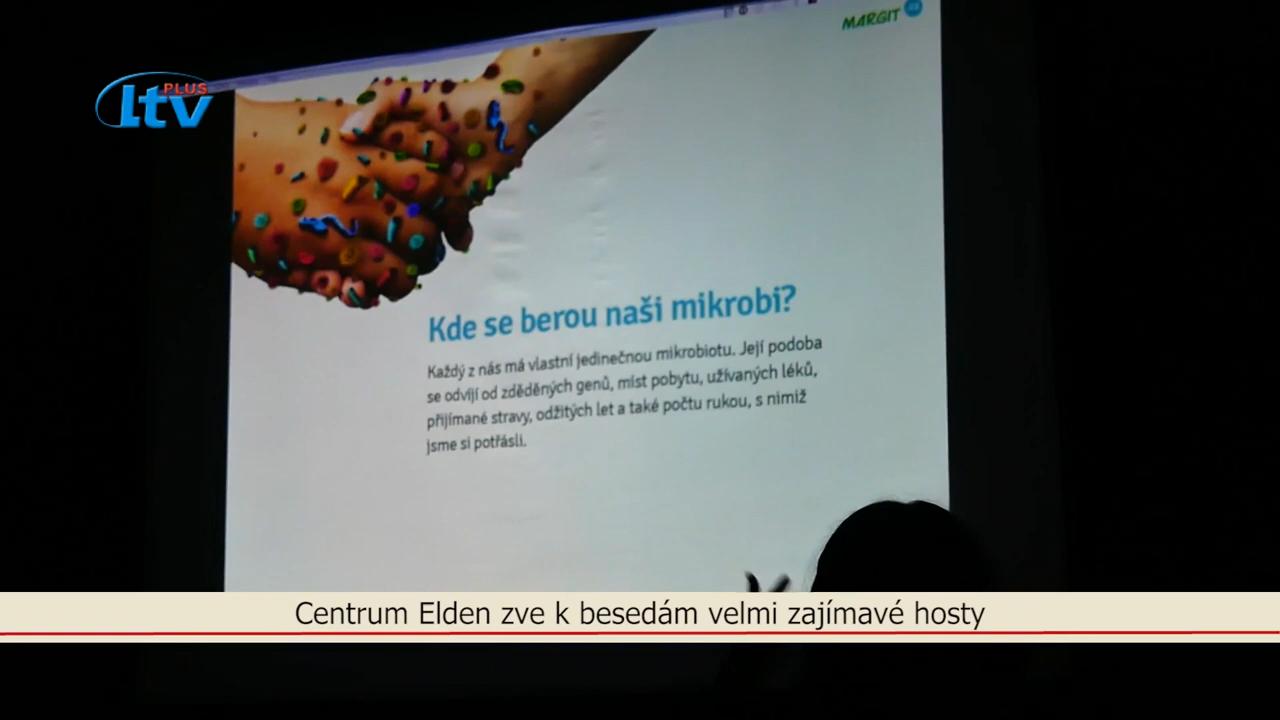 MARGIT
PLUS
ltv
Kde se berou naši mikrobi?
Každý z nás má vlastní jedinečnou mikrobiotu. Její podoba
se odvíjí od zděděných genů, míst pobytu, užívaných léků,
přijímané stravy, odžitých let a také počtu rukou, s nimiž
jsme si potřásli.
Centrum Elden zve k besedám velmi zajímavé hosty